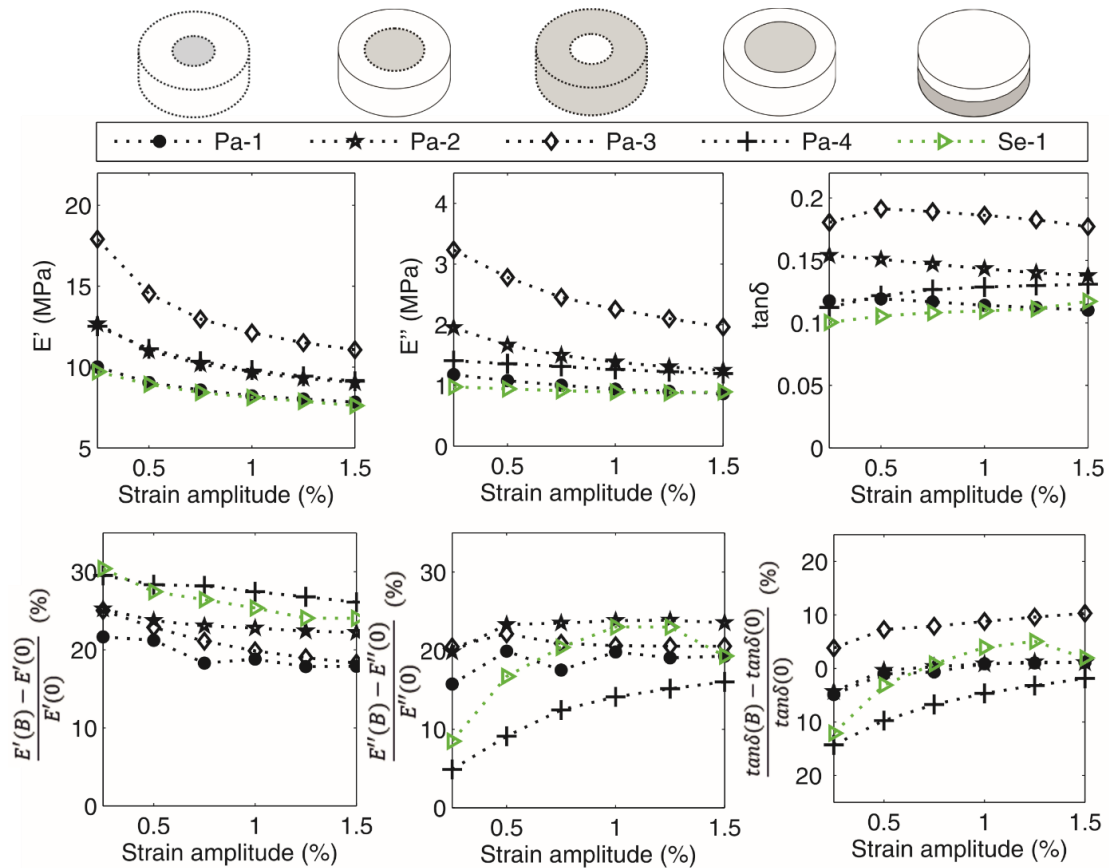 Pa-1 Pa-2 Pa-3 Pa-4 Se-1
E' (MPa)
20
15
10
5
0.5 1 1.5
Strain amplitude (%)
E'' (MPa)
4
3
2
1
0
0.5 1 1.5
Strain amplitude (%)
tanδ
0.2
0.15
0.1
0.05
0
0.5 1 1.5
Strain amplitude (%)
E'(B) − E'(0)
E'(0)
(%)
30
20
10
0
0.5 1 1.5
Strain amplitude (%)
E''(B) − E''(0)
E''(0)
(%)
30
20
10
0
0.5 1 1.5
Strain amplitude (%)
tanδ(B) − tanδ(0)
tanδ(0)
(%)
20
10
0
10
20
0.5 1 1.5
Strain amplitude (%)